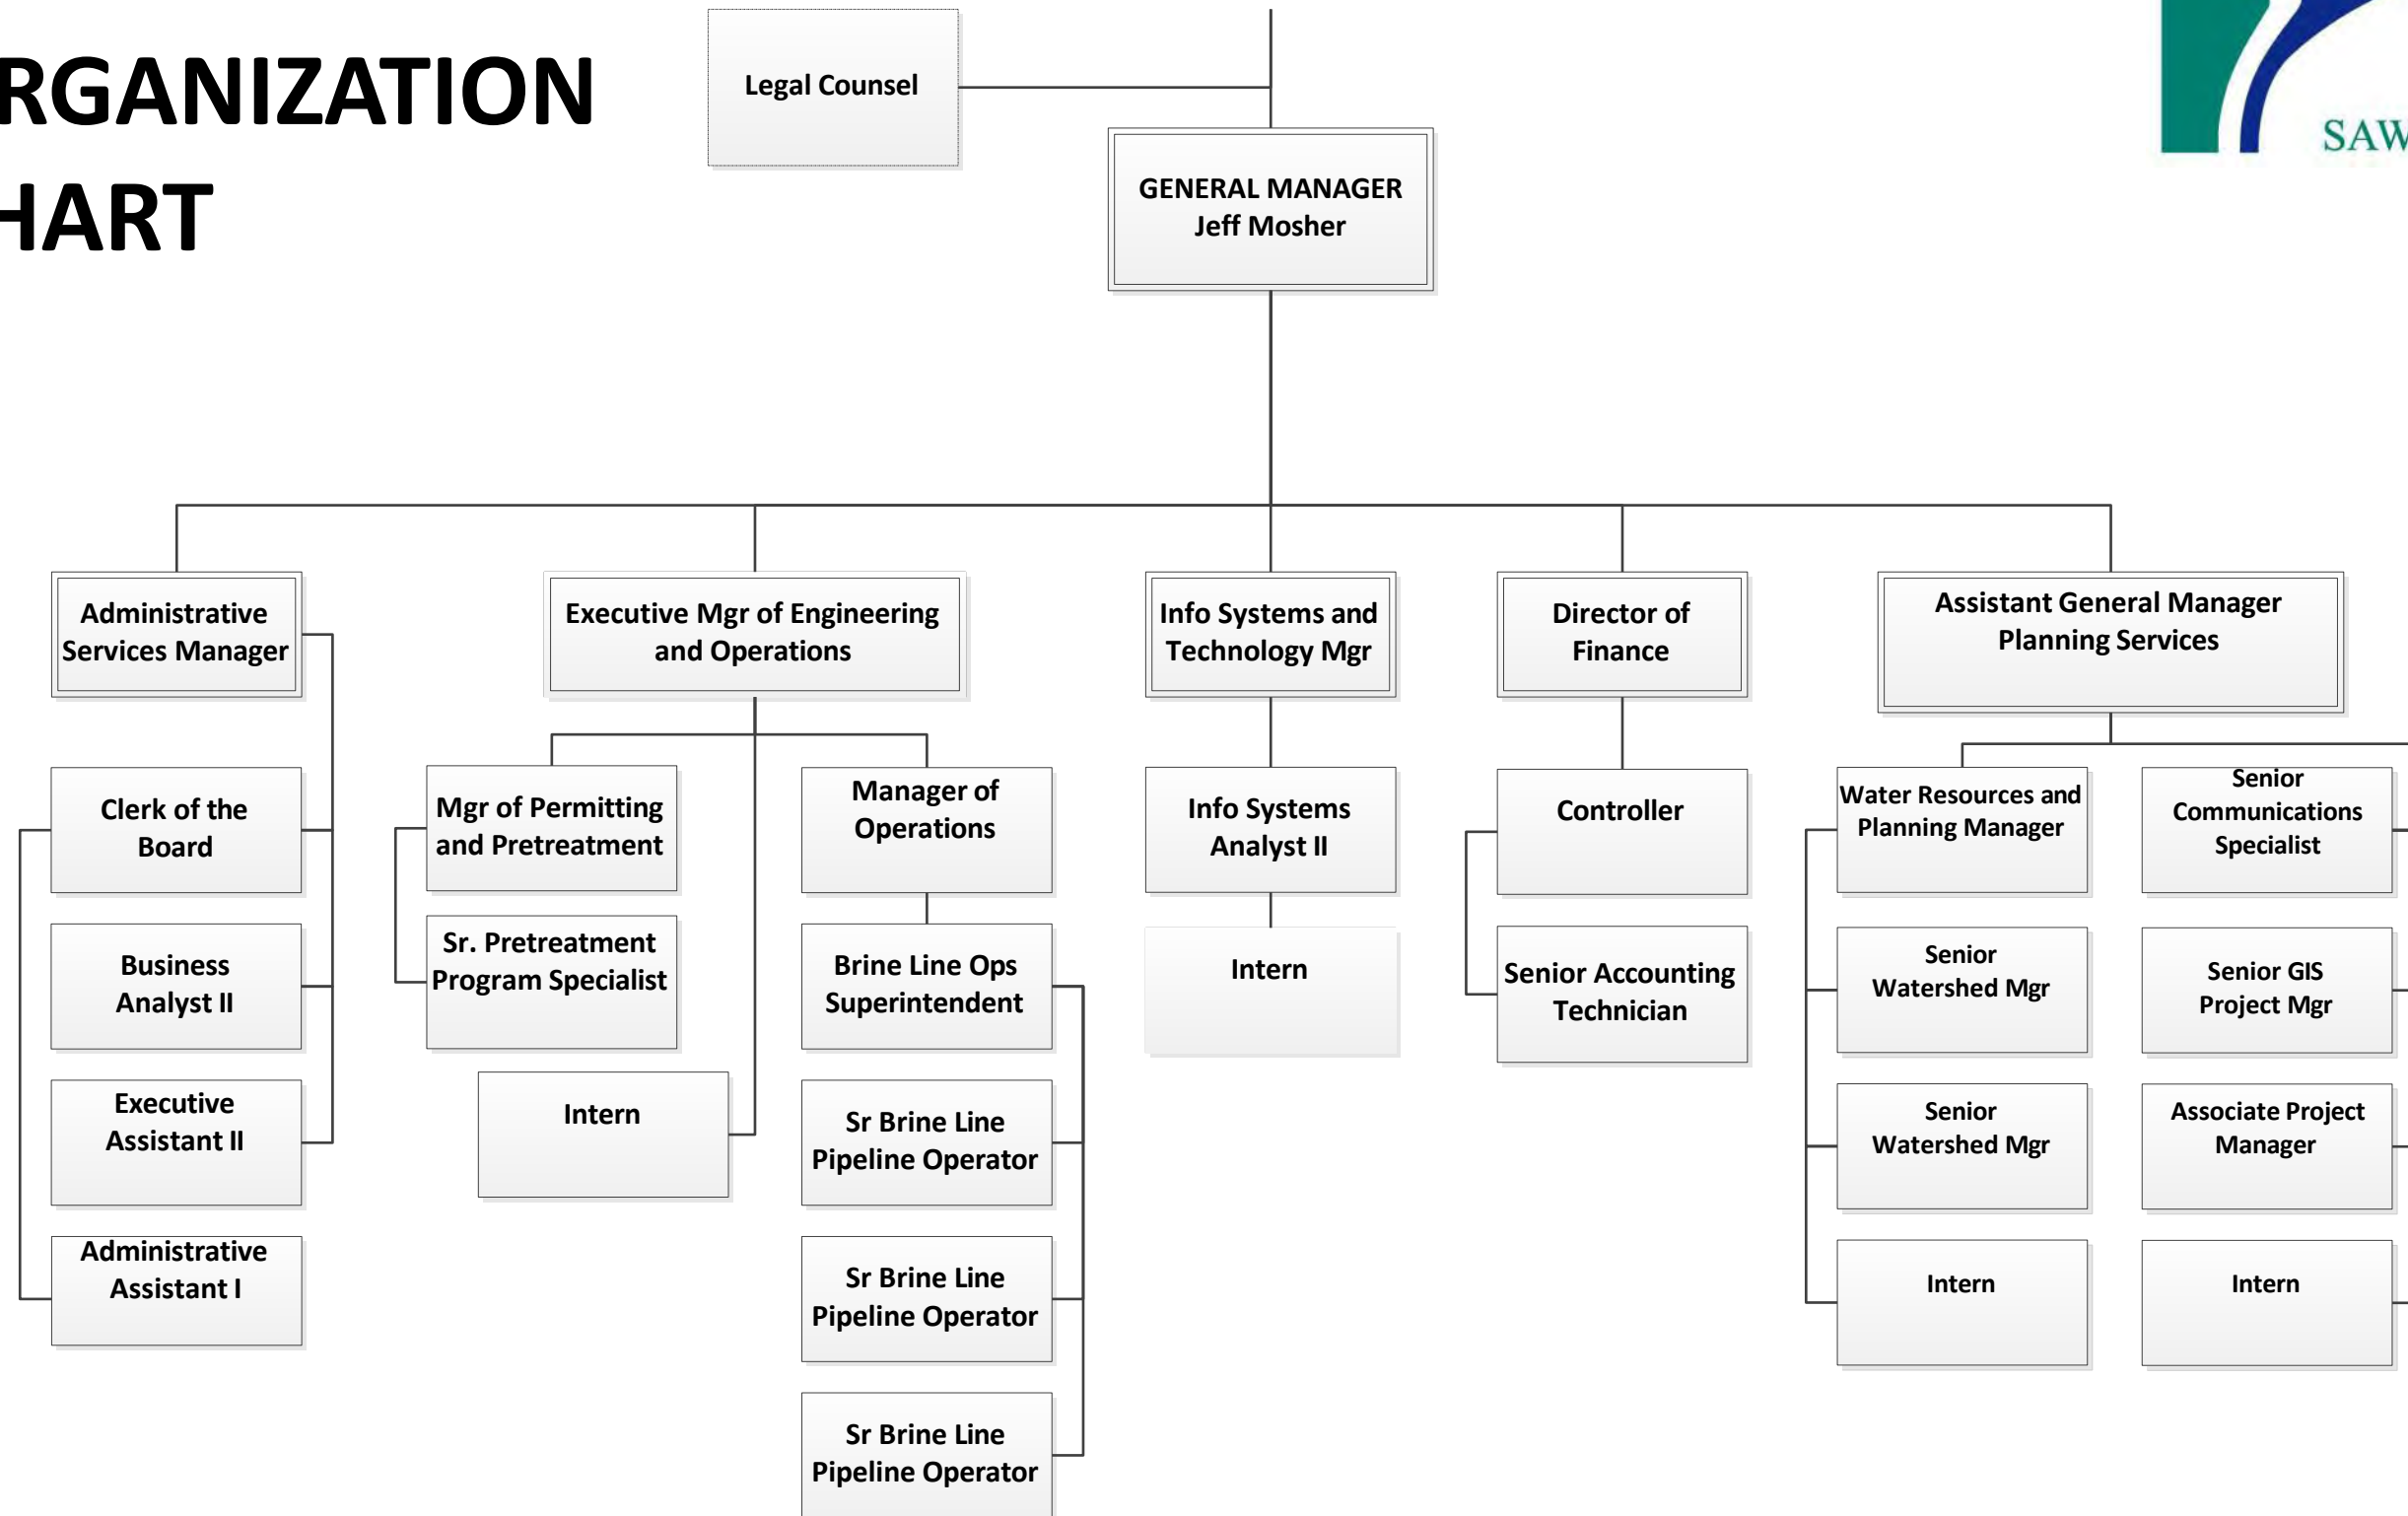 RGANIZATION
HART
Legal Counsel
GENERAL MANAGER
Jeff Mosher
SAW
Administrative
Services Manager
Executive Mgr of Engineering
and Operations
Info Systems and
Technology Mgr
Director of
Finance
Assistant General Manager
Planning Services
Clerk of the
Board
Business
Analyst II
Executive
Assistant II
Administrative
Assistant I
Mgr of Permitting
and Pretreatment
Sr. Pretreatment
Program Specialist
Intern
Manager of
Operations
Brine Line Ops
Superintendent
Sr Brine Line
Pipeline Operator
Sr Brine Line
Pipeline Operator
Sr Brine Line
Pipeline Operator
Info Systems
Analyst II
Intern
Controller
Senior Accounting
Technician
Water Resources and
Planning Manager
Senior
Watershed Mgr
Senior
Watershed Mgr
Intern
Senior
Communications
Specialist
Senior GIS
Project Mgr
Associate Project
Manager
Intern